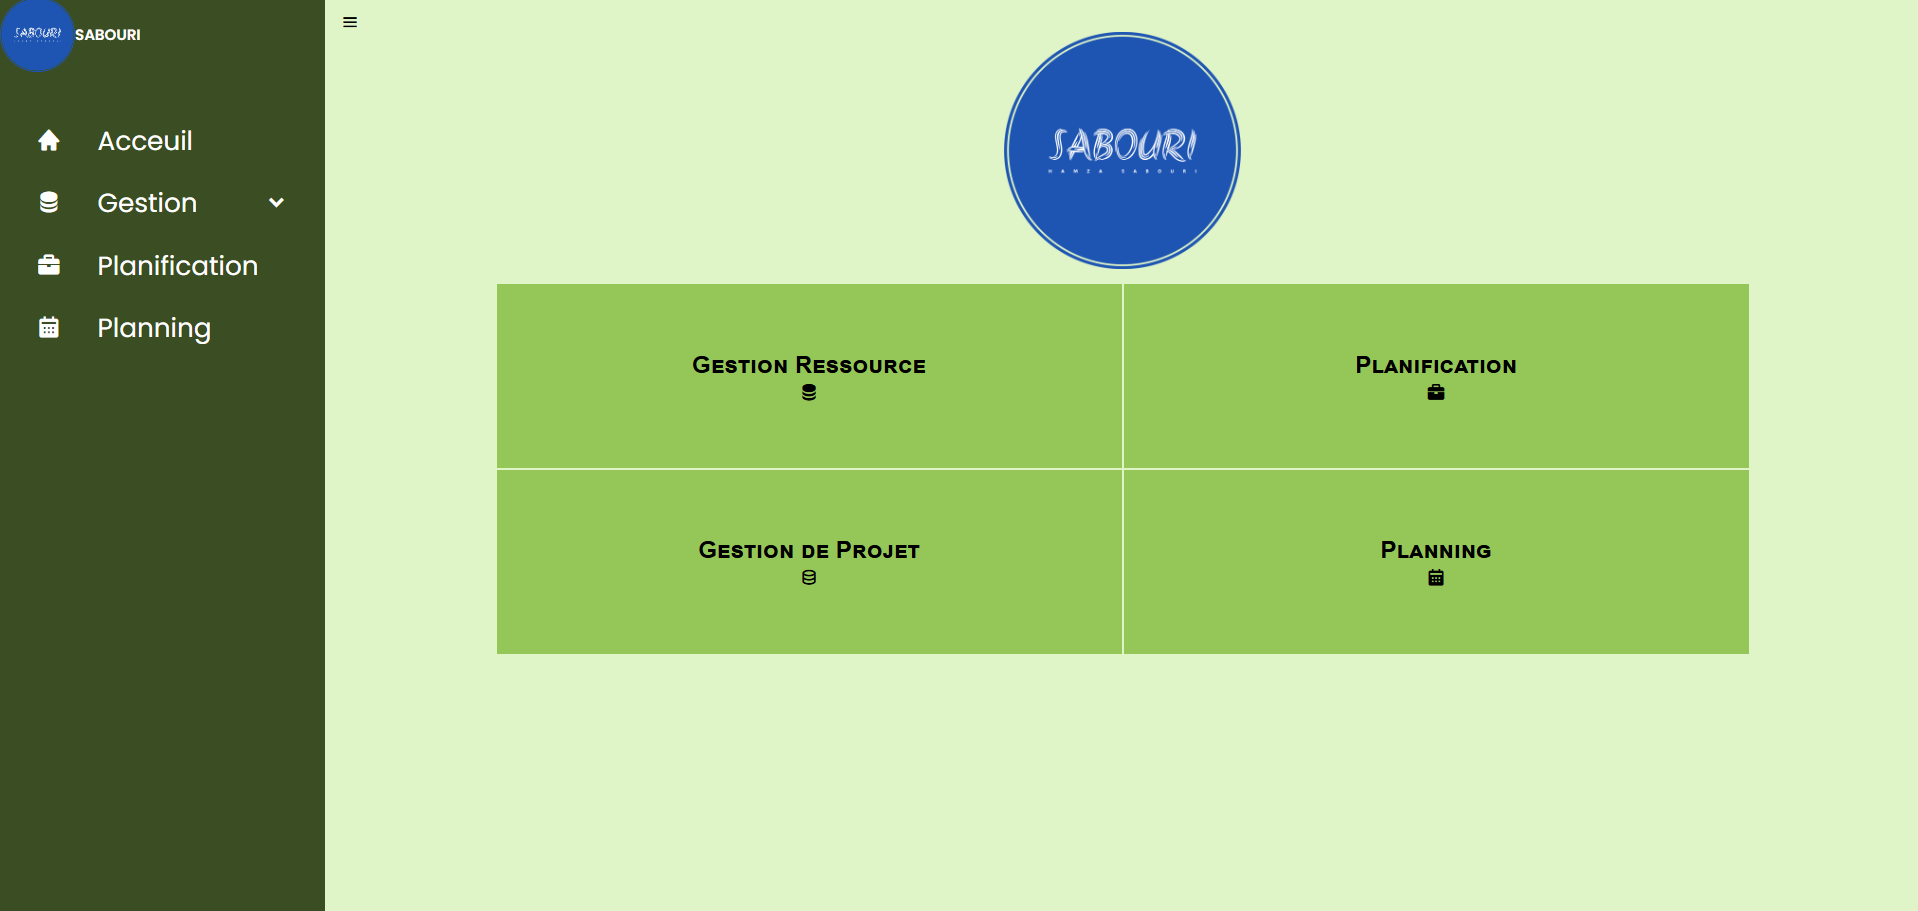 SABOURI
SABOURI
Acceuil
Gestion
Planification
Planning
SABOURI
HAMZA SABOURI
Gestion Ressource
Planification
Gestion de Projet
Planning